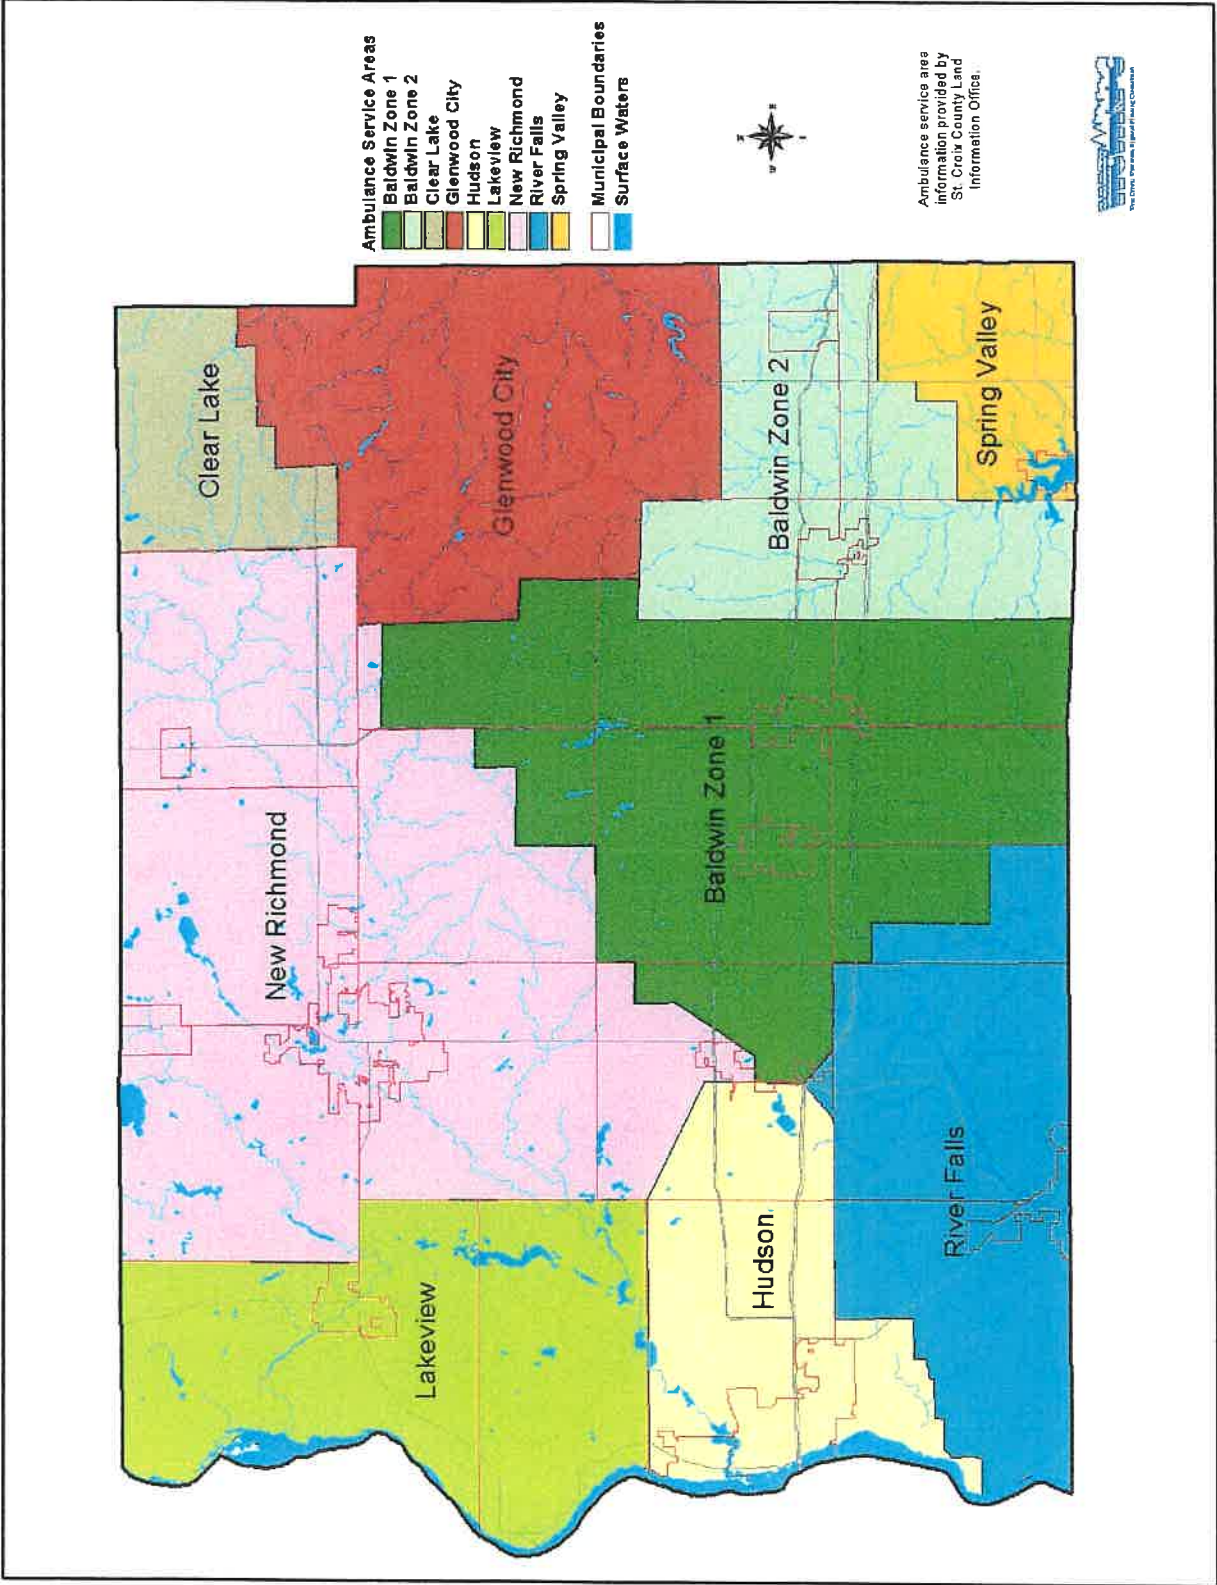 Ambulance Service Areas
Baldwin Zone 1
Baldwin Zone 2
Clear Lake
Glenwood City
Hudson
Lakeview
New Richmond
River Falls
Spring Valley
Municipal Boundaries
Surface Waters
Clear Lake
Glenwood City
New Richmond
Baldwin Zone 2
Spring Valley
Baldwin Zone 1
Lakeview
Hudson
River Falls
N
W
E
S
Ambulance service area
information provided by
St. Croix County Land
Information Office.